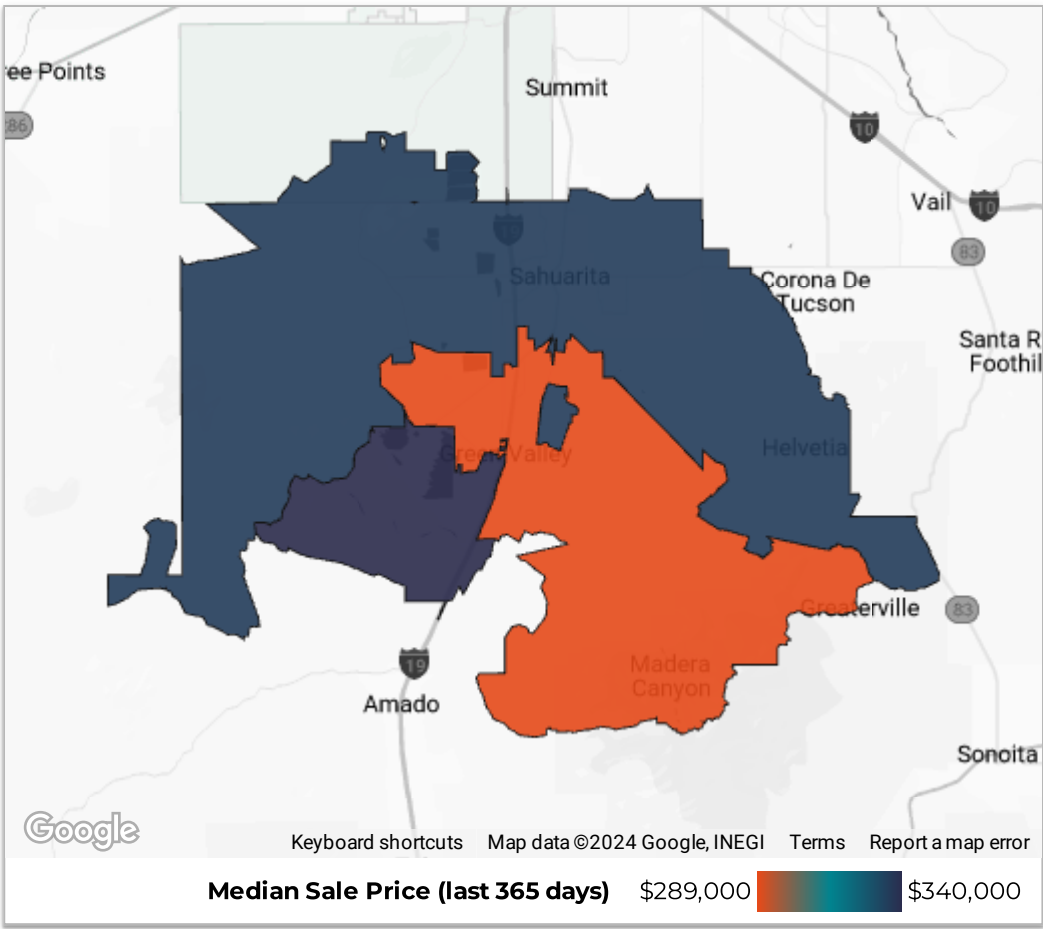 ree Points
Summit
86
10
Vail
10
83
19
Sahuarita
Corona De
Tucson
Santa R
Foothil
Helvetia
Green Valley
Greaterville
83
Madera
Canyon
19
Amado
Sonoita
Google
Keyboard shortcuts Map data ©2024 Google, INEGI Terms Report a map error
Median Sale Price (last 365 days) $289,000 $340,000